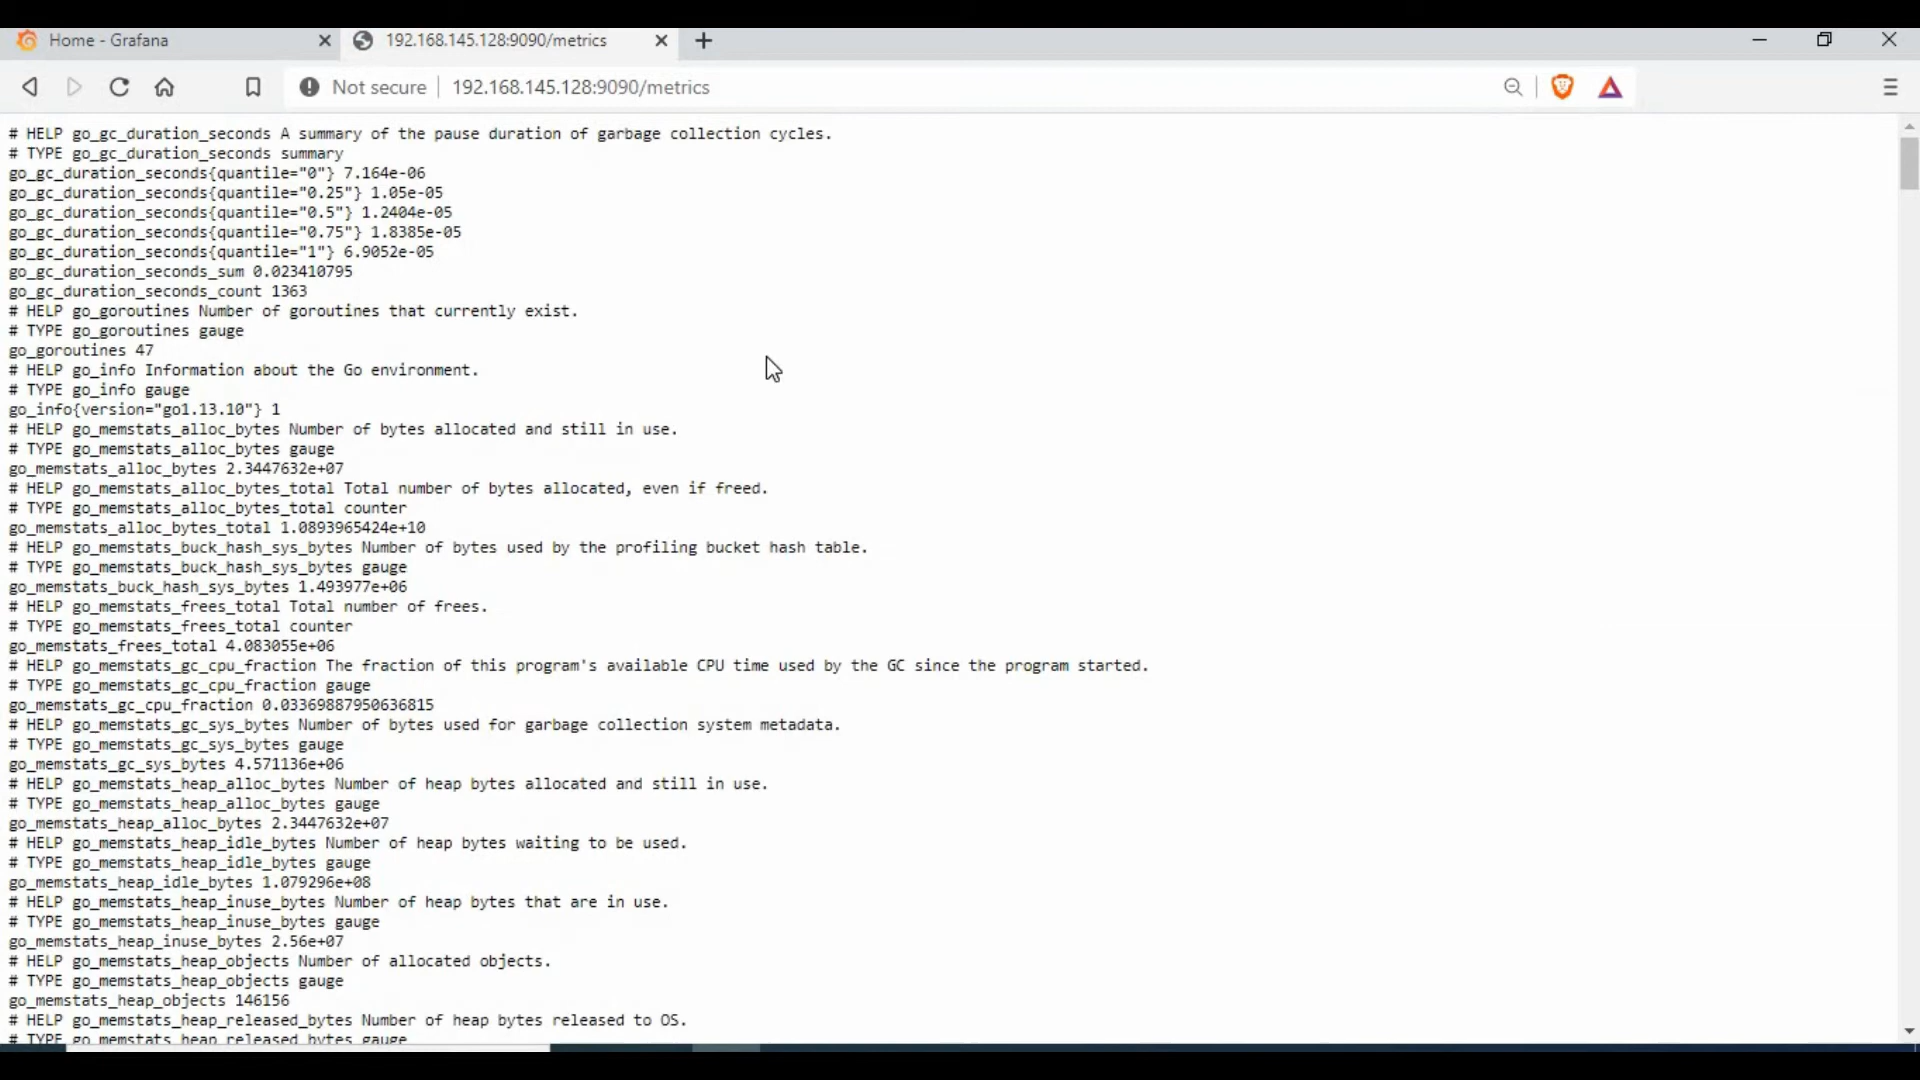 Home - Grafana
192.168.145.128:9090/metrics
Not secure
192.168.145.128:9090/metrics
# HELP go_gc_duration_seconds A summary of the pause duration of garbage collection cycles.
# TYPE go_gc_duration_seconds summary
go_gc_duration_seconds{quantile="0"} 7.164e-06
go_gc_duration_seconds{quantile="0.25"} 1.05e-05
go_gc_duration_seconds{quantile="0.5"} 1.2404e-05
go_gc_duration_seconds{quantile="0.75"} 1.8385e-05
go_gc_duration_seconds{quantile="1"} 6.9052e-05
go_gc_duration_seconds_sum 0.023410795
go_gc_duration_seconds_count 1363
# HELP go_goroutines Number of goroutines that currently exist.
# TYPE go_goroutines gauge
go_goroutines 47
# HELP go_info Information about the Go environment.
# TYPE go_info gauge
go_info{version="go1.13.10"} 1
# HELP go_memstats_alloc_bytes Number of bytes allocated and still in use.
# TYPE go_memstats_alloc_bytes gauge
go_memstats_alloc_bytes 2.3447632e+07
# HELP go_memstats_alloc_bytes_total Total number of bytes allocated, even if freed.
# TYPE go_memstats_alloc_bytes_total counter
go_memstats_alloc_bytes_total 1.0893965424e+10
# HELP go_memstats_buck_hash_sys_bytes Number of bytes used by the profiling bucket hash table.
# TYPE go_memstats_buck_hash_sys_bytes gauge
go_memstats_buck_hash_sys_bytes 1.493977e+06
# HELP go_memstats_frees_total Total number of frees.
# TYPE go_memstats_frees_total counter
go_memstats_frees_total 4.083055e+06
# HELP go_memstats_gc_cpu_fraction The fraction of this program's available CPU time used by the GC since the program started.
# TYPE go_memstats_gc_cpu_fraction gauge
go_memstats_gc_cpu_fraction 0.03369887950636815
# HELP go_memstats_gc_sys_bytes Number of bytes used for garbage collection system metadata.
# TYPE go_memstats_gc_sys_bytes gauge
go_memstats_gc_sys_bytes 4.571136e+06
# HELP go_memstats_heap_alloc_bytes Number of heap bytes allocated and still in use.
# TYPE go_memstats_heap_alloc_bytes gauge
go_memstats_heap_alloc_bytes 2.3447632e+07
# HELP go_memstats_heap_idle_bytes Number of heap bytes waiting to be used.
# TYPE go_memstats_heap_idle_bytes gauge
go_memstats_heap_idle_bytes 1.079296e+08
# HELP go_memstats_heap_inuse_bytes Number of heap bytes that are in use.
# TYPE go_memstats_heap_inuse_bytes gauge
go_memstats_heap_inuse_bytes 2.56e+07
# HELP go_memstats_heap_objects Number of allocated objects.
# TYPE go_memstats_heap_objects gauge
go_memstats_heap_objects 146156
# HELP go_memstats_heap_released_bytes Number of heap bytes released to OS.
# TYPE go_memstats_heap_released_bytes gauge